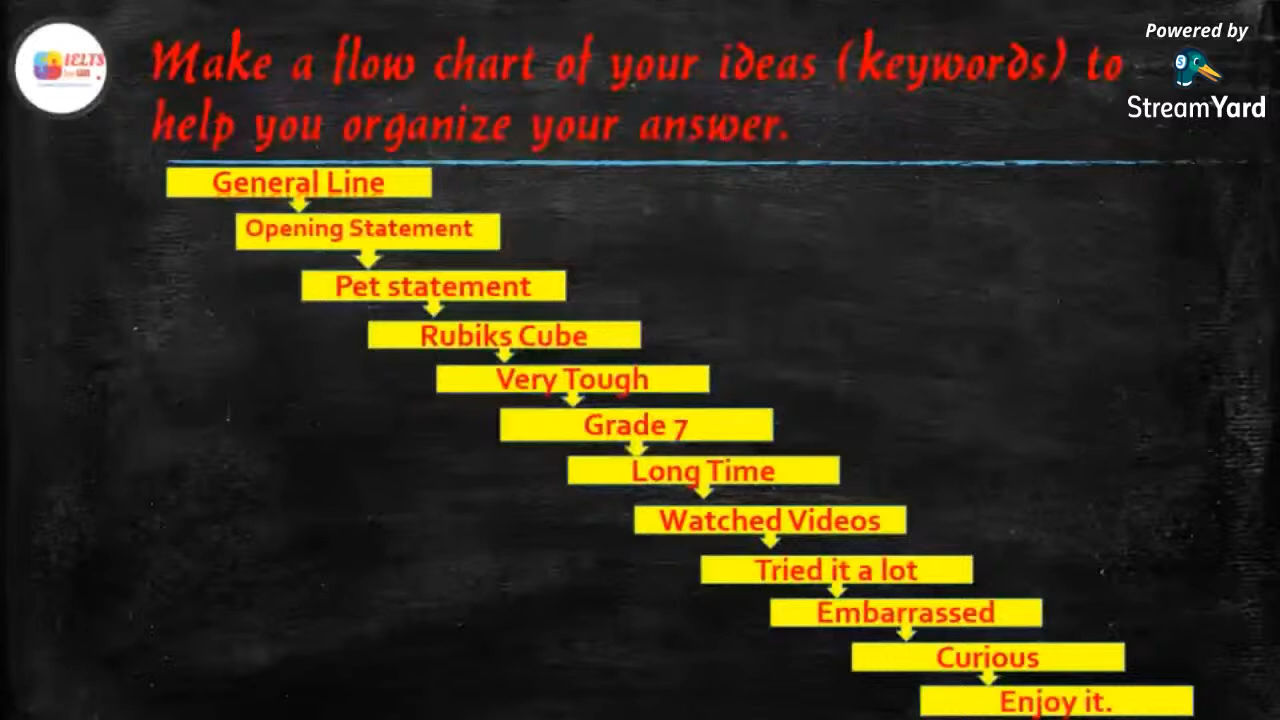 Make a flow chart of your ideas (keywords) to
help you organize your answer.
Powered by
StreamYard
IELTS
General Line
Opening Statement
Pet statement
Rubiks Cube
Very Tough
Grade 7
Long Time
Watched Videos
Tried it a lot
Embarrassed
Curious
Enjoy it.